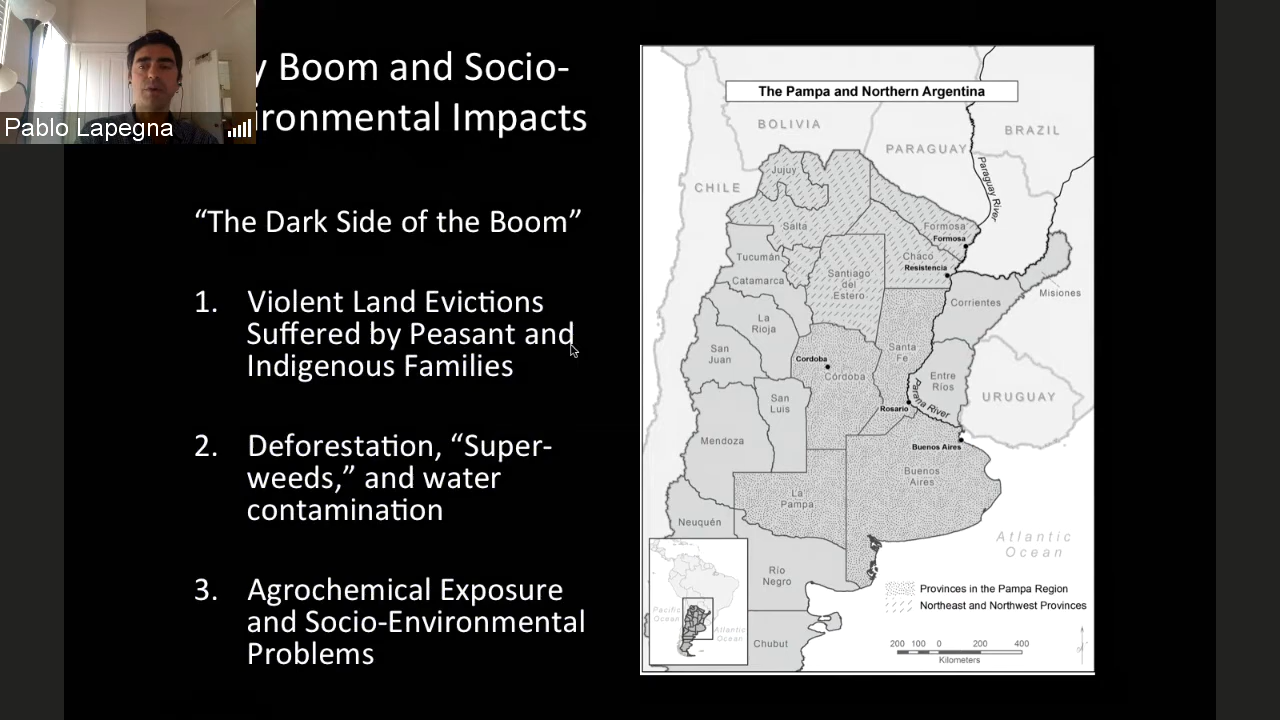 Pablo Lapegna
y Boom and Socio-
ironmental Impacts
“The Dark Side of the Boom”
1. Violent Land Evictions
Suffered by Peasant and
Indigenous Families
2. Deforestation, “Super-
weeds,” and water
contamination
3. Agrochemical Exposure
and Socio-Environmental
Problems
The Pampa and Northern Argentina
BOLIVIA
BRAZIL
PARAGUAY
CHILE
Paraguay River
Jujuy
Salta
Formosa
Formosa
Chaco
Resistencia
Tucumán
Catamarca
Santiago
del
Estero
Misiones
Corrientes
La
Rioja
San
Juan
Santa
Fe
Cordoba
Córdoba
Entre
Ríos
URUGUAY
San
Luis
Parana River
Rosario
Mendoza
Buenos Aires
Buenos
Aires
La
Pampa
Neuquén
Atlantic
Ocean
Río
Negro
Chubut
Pacific
Ocean
Atlantic
Ocean
Provinces in the Pampa Region
Northeast and Northwest Provinces
200 100 0 200 400
Kilometers